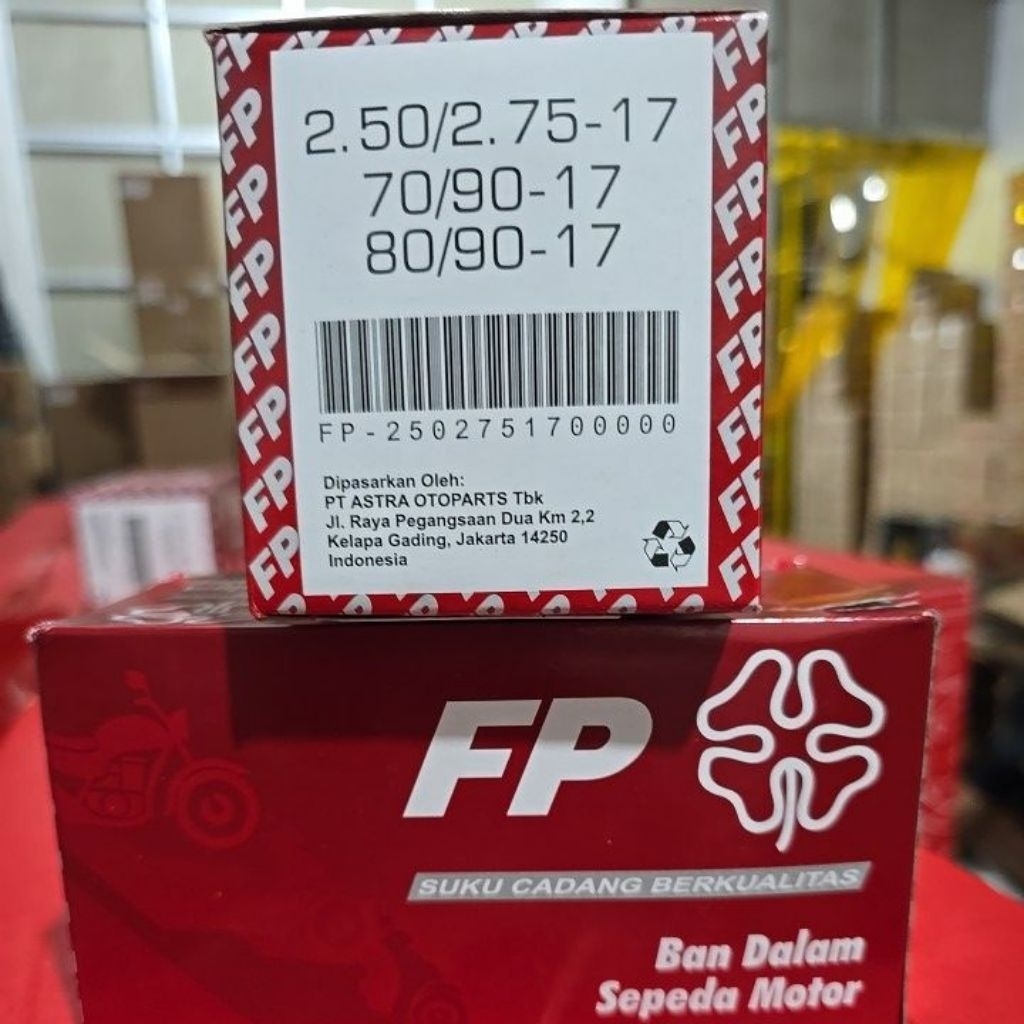 2.50/2.75-17
70/90-17
80/90-17
FP-2502751700000
Dipasarkan Oleh:
PT ASTRA OTOPARTS Tbk
Jl. Raya Pegangsaan Dua Km 2,2
Kelapa Gading, Jakarta 14250
Indonesia
FP
SUKU CADANG BERKUALITAS
Ban Dalam
Sepeda Motor